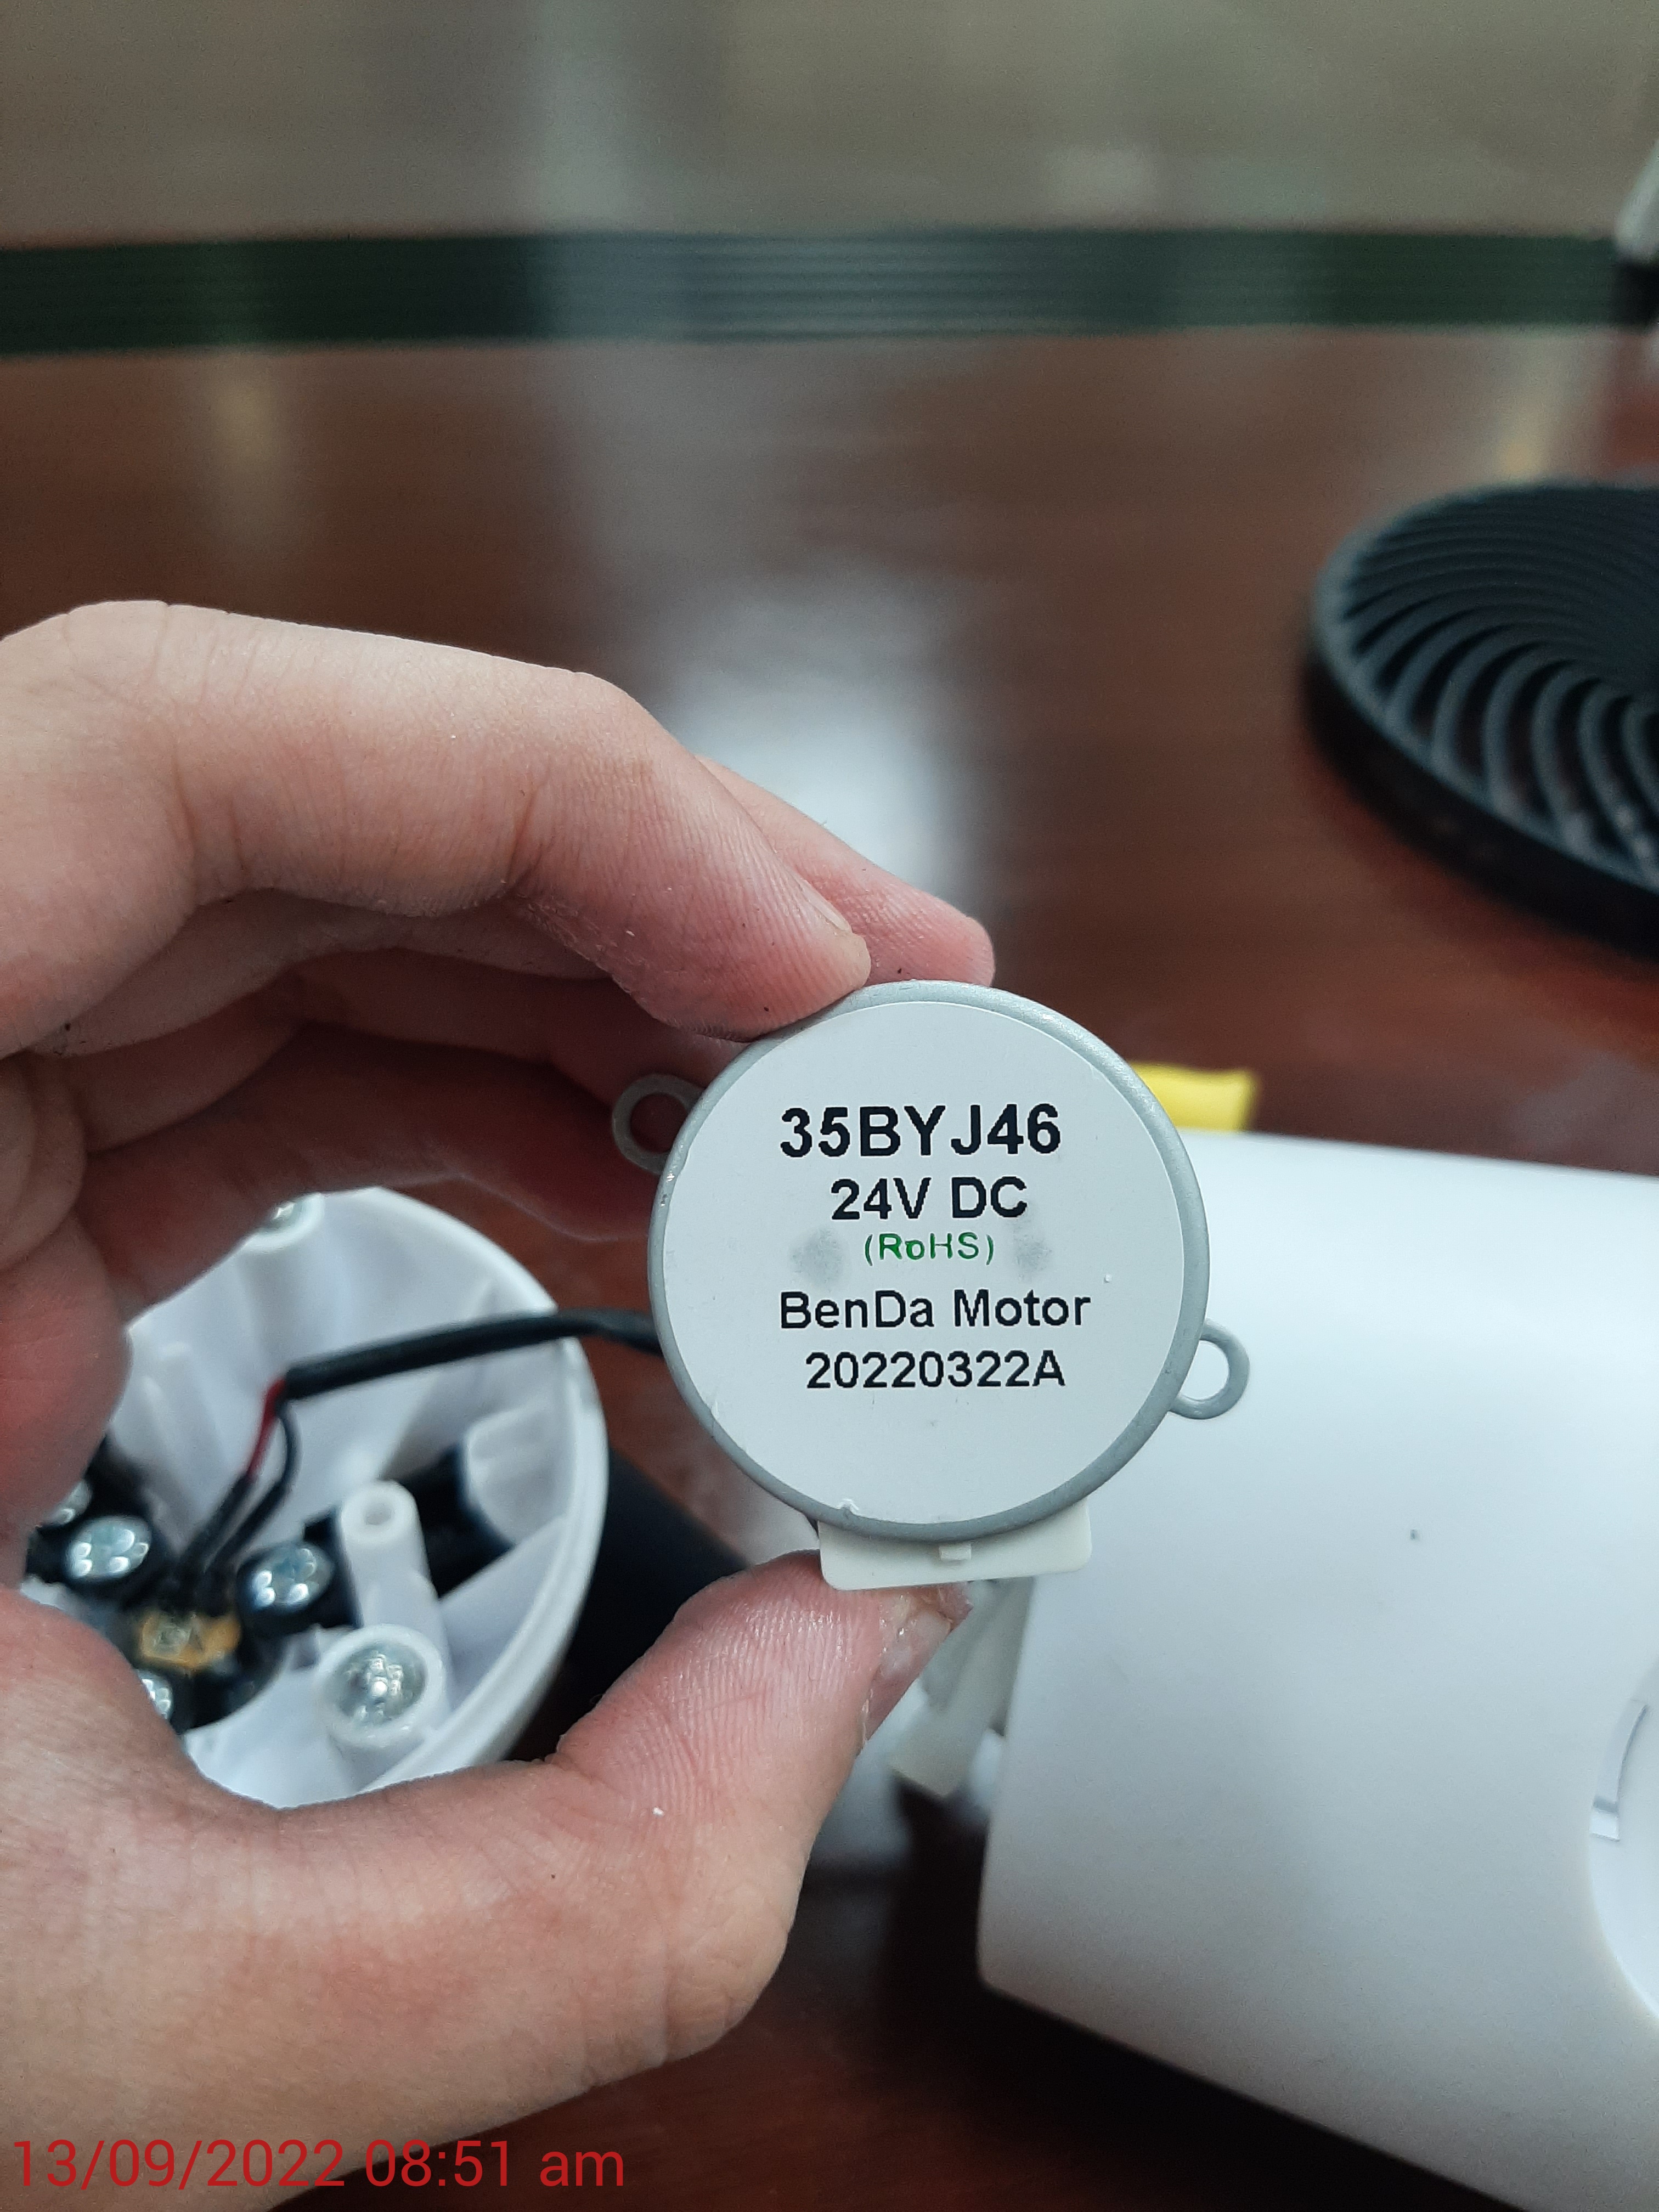 35BYJ46
24V DC
(RoHS)
BenDa Motor
20220322A
13/09/2022 08:51 am